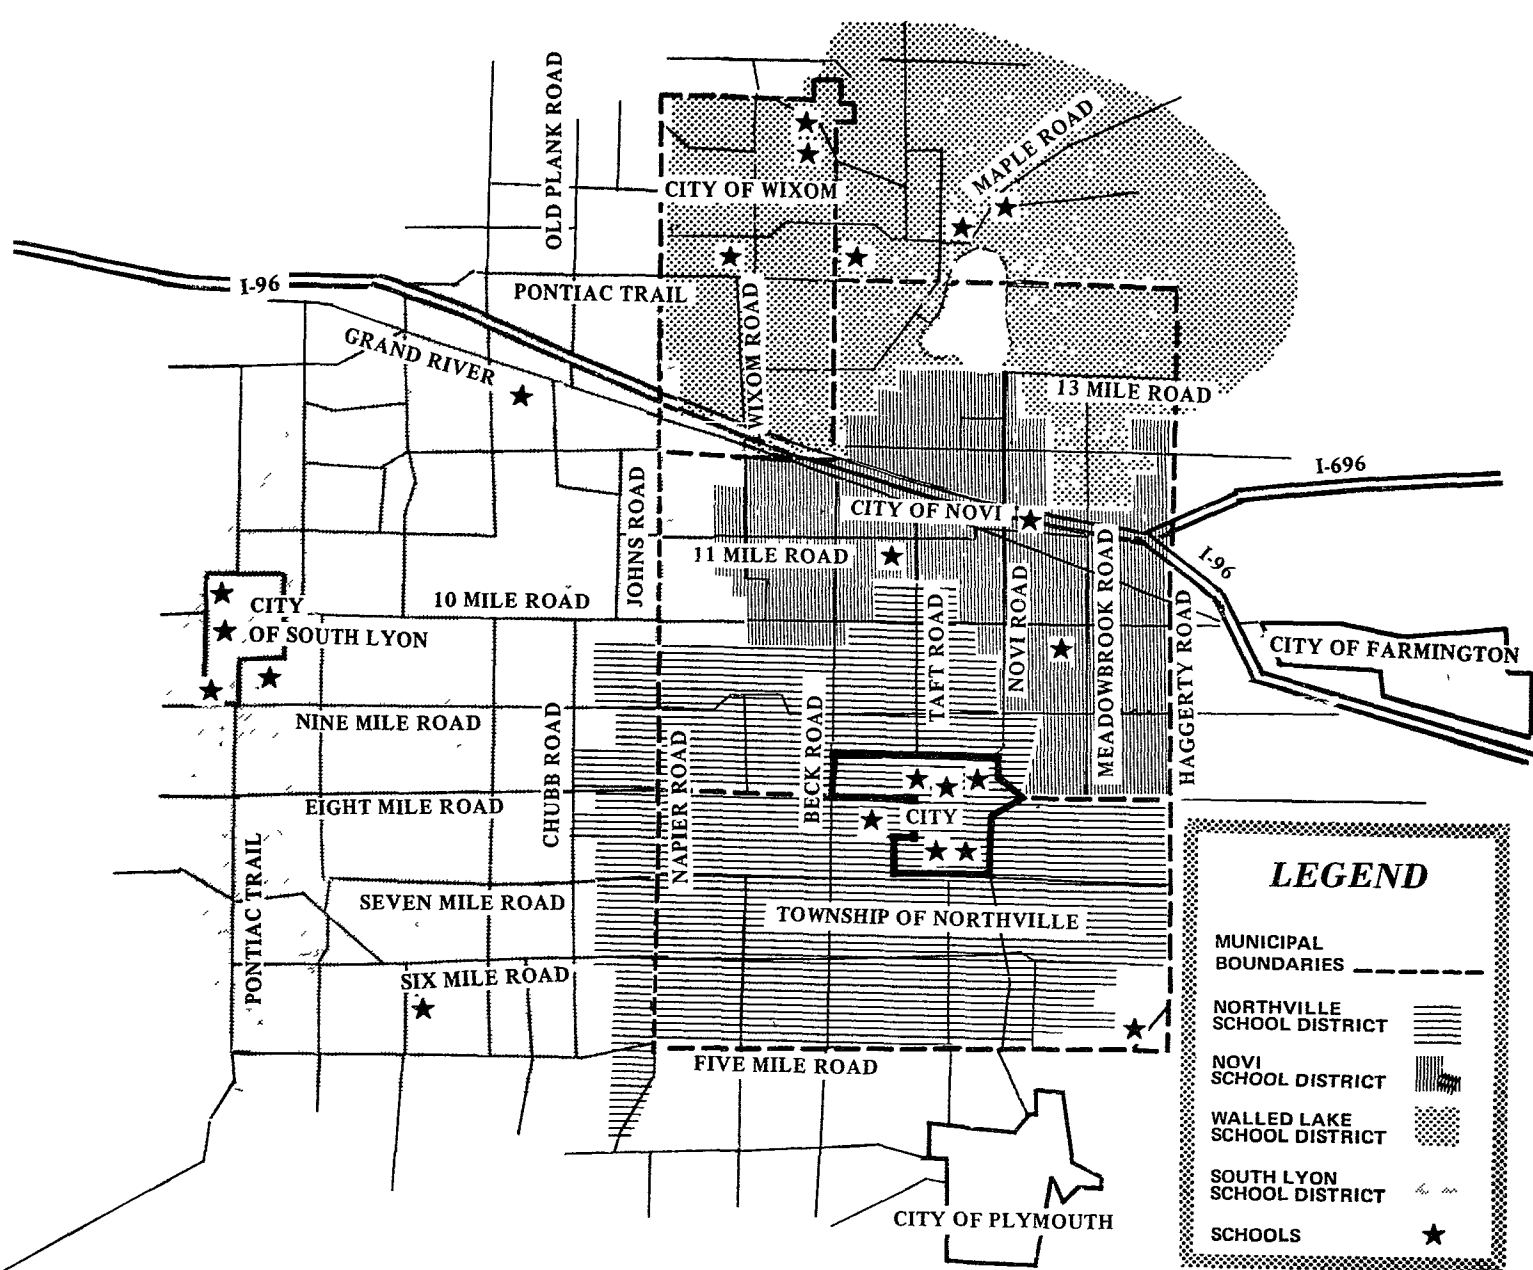 OLD PLANK ROAD
MAPLE ROAD
CITY OF WIXOM
I-96
PONTIAC TRAIL
WIXOM ROAD
GRAND RIVER
13 MILE ROAD
I-696
JOHNS ROAD
CITY OF NOVI
11 MILE ROAD
I-96
10 MILE ROAD
CITY
OF SOUTH LYON
TAFT ROAD
NOVI ROAD
MEADOWBROOK ROAD
HAGGERTY ROAD
CITY OF FARMINGTON
NINE MILE ROAD
CHUBB ROAD
NAPIER ROAD
BECK ROAD
EIGHT MILE ROAD
CITY
PONTIAC TRAIL
SEVEN MILE ROAD
TOWNSHIP OF NORTHVILLE
SIX MILE ROAD
FIVE MILE ROAD
CITY OF PLYMOUTH
LEGEND
MUNICIPAL
BOUNDARIES
NORTHVILLE
SCHOOL DISTRICT
NOVI
SCHOOL DISTRICT
WALLED LAKE
SCHOOL DISTRICT
SOUTH LYON
SCHOOL DISTRICT
SCHOOLS